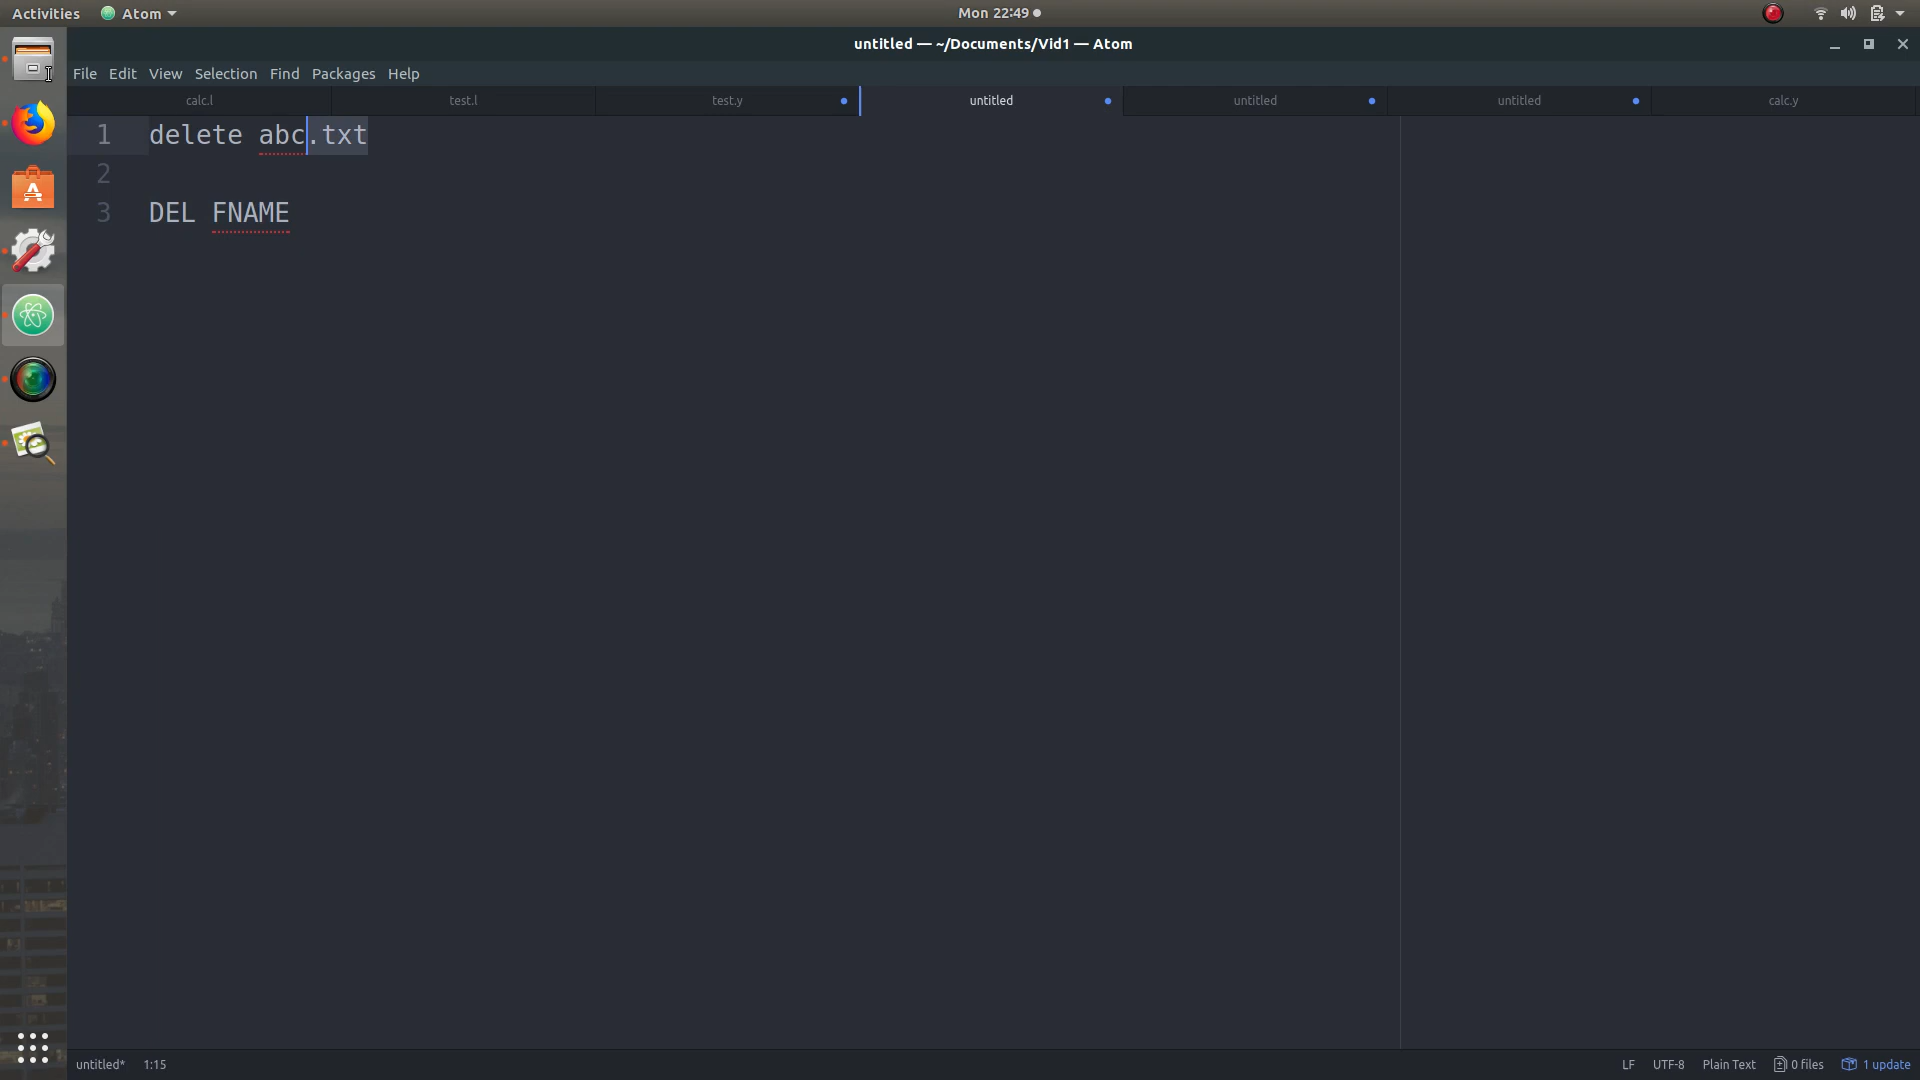 Activities Atom Mon 22:49
untitled — ~/Documents/Vid1 — Atom
File Edit View Selection Find Packages Help
calc.l test.l test.y untitled untitled untitled calc.y
1 delete abc.txt
2
3 DEL FNAME
untitled* 1:15 LF UTF-8 Plain Text 0 files 1 update